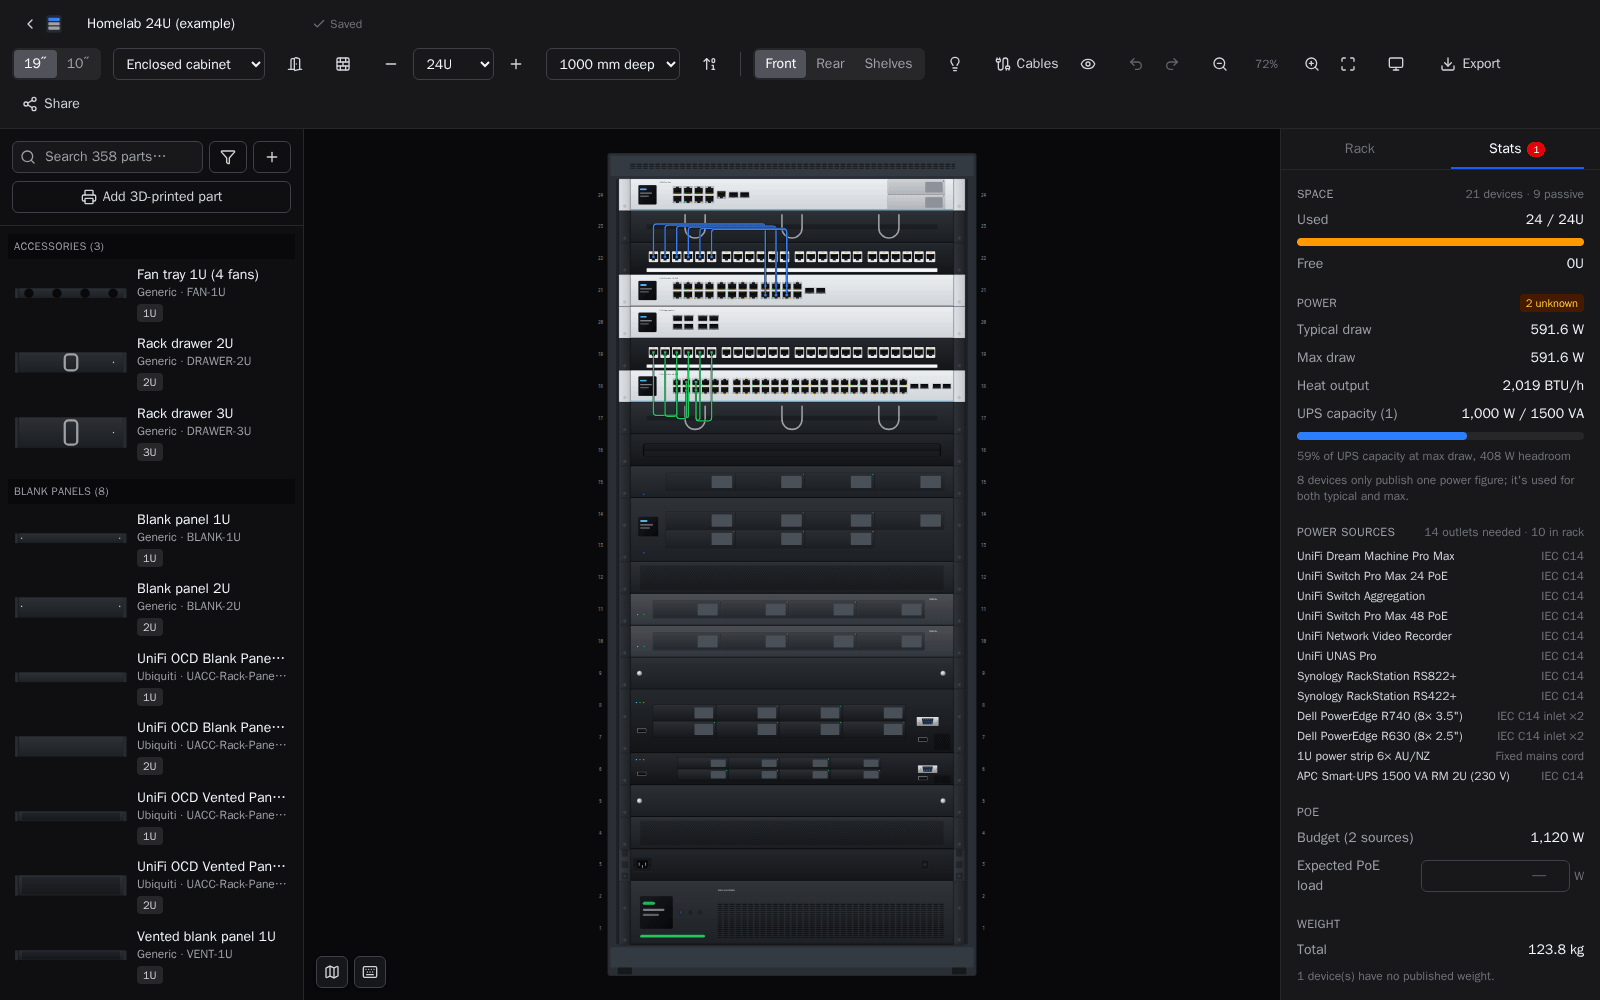 Homelab 24U (example)
Saved
19″
10″
Enclosed cabinet
24U
1000 mm deep
Front
Rear
Shelves
Cables
72%
Export
Share
Search 358 parts…
Add 3D-printed part
ACCESSORIES (3)
Fan tray 1U (4 fans)
Generic · FAN-1U
1U
Rack drawer 2U
Generic · DRAWER-2U
2U
Rack drawer 3U
Generic · DRAWER-3U
3U
BLANK PANELS (8)
Blank panel 1U
Generic · BLANK-1U
1U
Blank panel 2U
Generic · BLANK-2U
2U
UniFi OCD Blank Pane…
Ubiquiti · UACC-Rack-Pane…
1U
UniFi OCD Blank Pane…
Ubiquiti · UACC-Rack-Pane…
2U
UniFi OCD Vented Pan…
Ubiquiti · UACC-Rack-Pane…
1U
UniFi OCD Vented Pan…
Ubiquiti · UACC-Rack-Pane…
2U
Vented blank panel 1U
Generic · VENT-1U
1U
Rack
Stats 1
SPACE 21 devices · 9 passive
Used 24 / 24U
Free 0U
POWER 2 unknown
Typical draw 591.6 W
Max draw 591.6 W
Heat output 2,019 BTU/h
UPS capacity (1) 1,000 W / 1500 VA
59% of UPS capacity at max draw, 408 W headroom
8 devices only publish one power figure; it's used for
both typical and max.
POWER SOURCES 14 outlets needed · 10 in rack
UniFi Dream Machine Pro Max IEC C14
UniFi Switch Pro Max 24 PoE IEC C14
UniFi Switch Aggregation IEC C14
UniFi Switch Pro Max 48 PoE IEC C14
UniFi Network Video Recorder IEC C14
UniFi UNAS Pro IEC C14
Synology RackStation RS822+ IEC C14
Synology RackStation RS422+ IEC C14
Dell PowerEdge R740 (8× 3.5") IEC C14 inlet ×2
Dell PowerEdge R630 (8× 2.5") IEC C14 inlet ×2
1U power strip 6× AU/NZ Fixed mains cord
APC Smart-UPS 1500 VA RM 2U (230 V) IEC C14
POE
Budget (2 sources) 1,120 W
Expected PoE
load — W
WEIGHT
Total 123.8 kg
1 device(s) have no published weight.